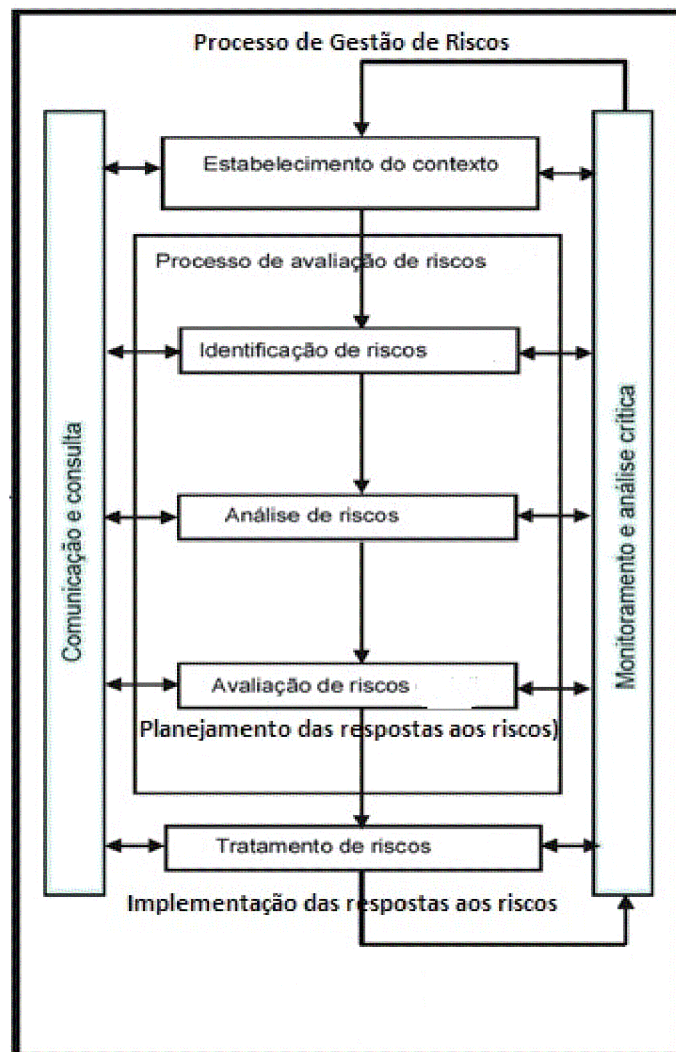 Processo de Gestão de Riscos
Estabelecimento do contexto
Processo de avaliação de riscos
Identificação de riscos
Análise de riscos
Avaliação de riscos
Planejamento das respostas aos riscos)
Tratamento de riscos
Implementação das respostas aos riscos
Comunicação e consulta
Monitoramento e análise crítica